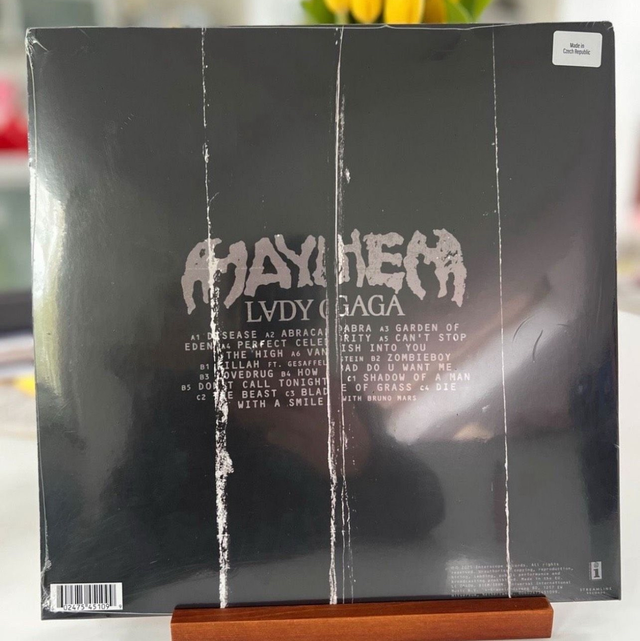 Made in
Czech Republic
MAYHEM
LADY GAGA
A1 DISEASE A2 ABRACADABRA A3 GARDEN OF
EDEN A4 PERFECT CELEBRITY A5 CAN'T STOP
THE HIGH A6 VANISH INTO YOU
B1 KILLAH FT. GESAFFELSTEIN B2 ZOMBIEBOY
B3 LOVEDRUG B4 HOW BAD DO U WANT ME
B5 DON'T CALL TONIGHT C1 SHADOW OF A MAN
C2 THE BEAST C3 BLADE OF GRASS C4 DIE
WITH A SMILE WITH BRUNO MARS